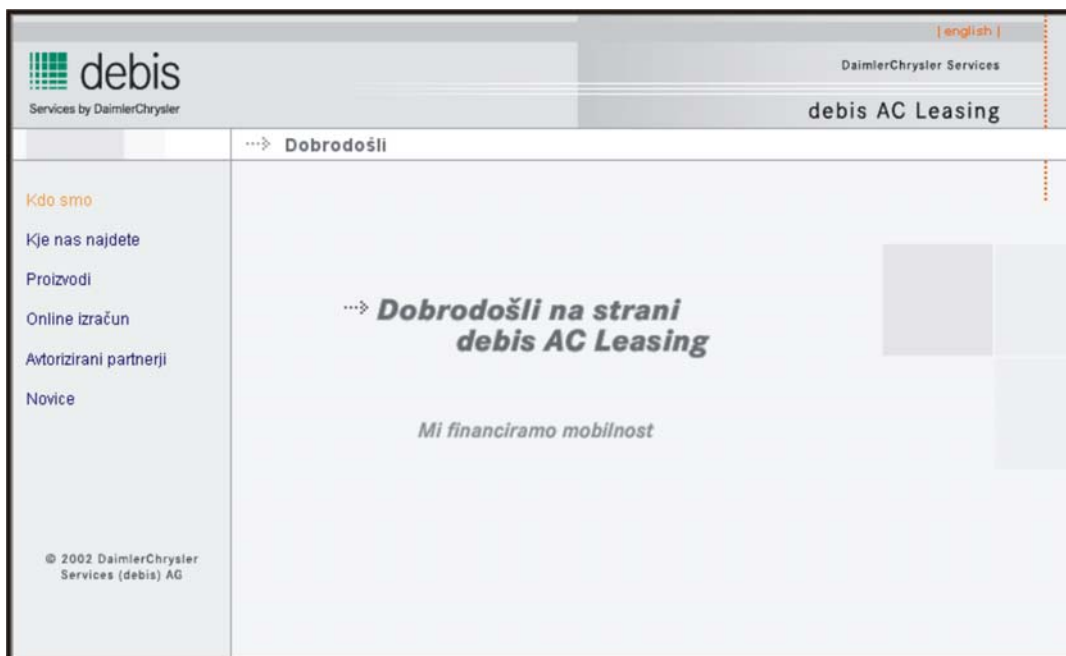 | english |
debis
Services by DaimlerChrysler
DaimlerChrysler Services
debis AC Leasing
Dobrodošli
Kdo smo
Kje nas najdete
Proizvodi
Online izračun
Avtorizirani partnerji
Novice
Dobrodošli na strani
debis AC Leasing
Mi financiramo mobilnost
© 2002 DaimlerChrysler
Services (debis) AG